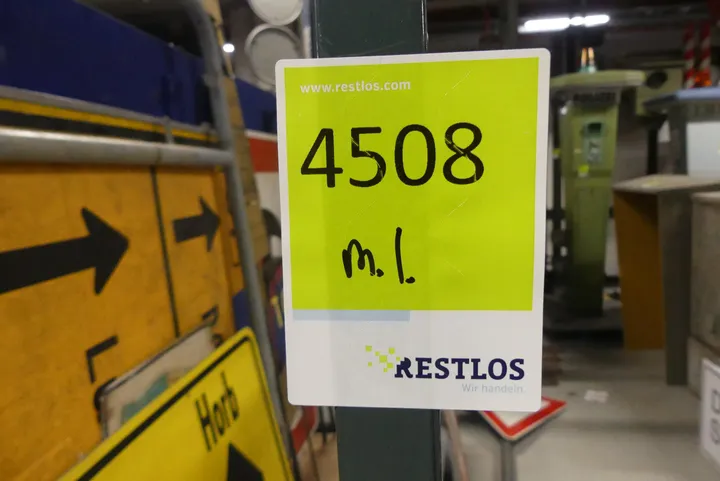 www.restlos.com
4508
m. l.
RESTLOS
Wir handeln.
Horb